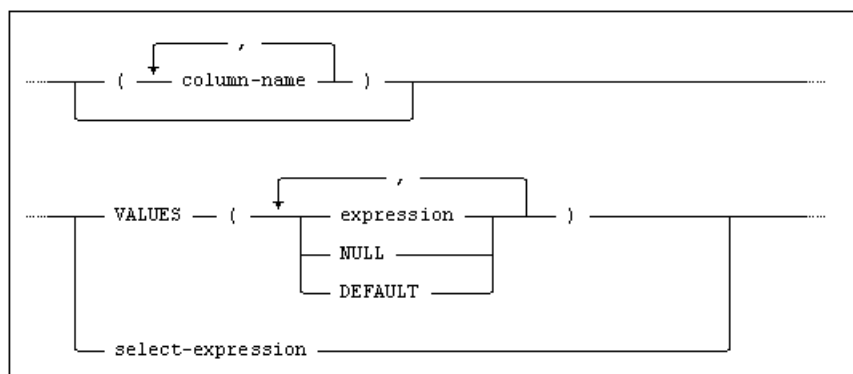 ,
( column-name )
,
VALUES ( expression )
NULL
DEFAULT
select-expression